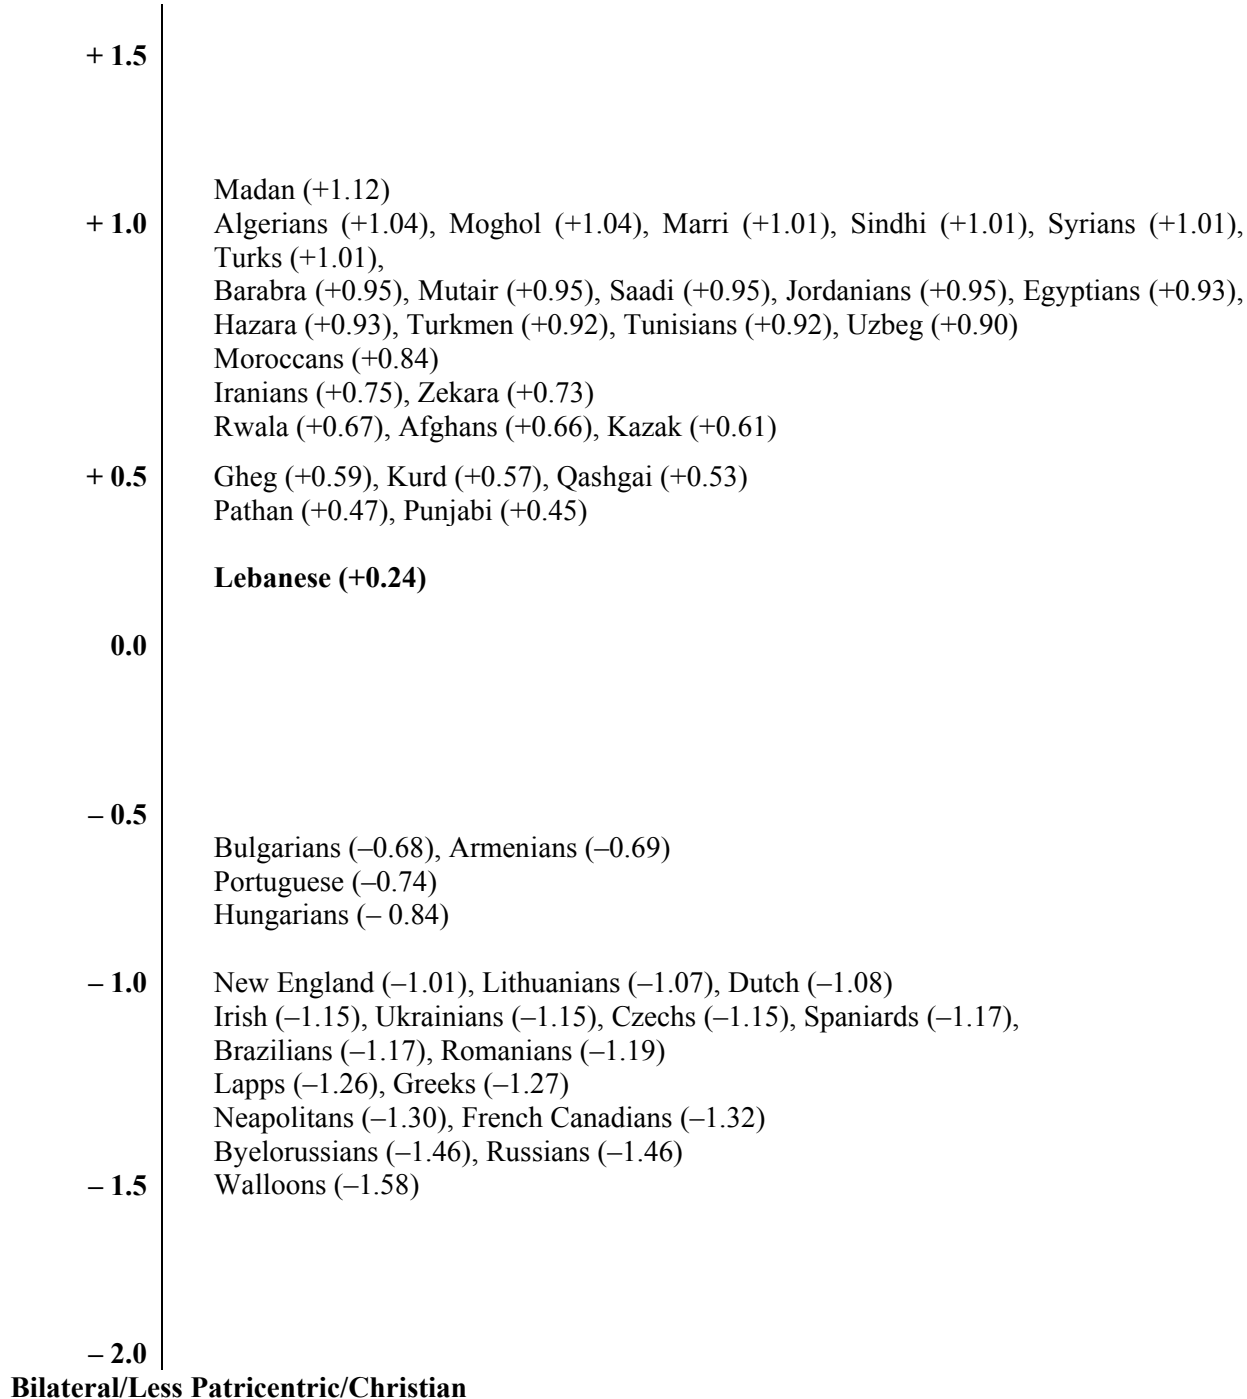 + 1.5
Madan (+1.12)
+ 1.0 Algerians (+1.04), Moghol (+1.04), Marri (+1.01), Sindhi (+1.01), Syrians (+1.01),
Turks (+1.01),
Barabra (+0.95), Mutair (+0.95), Saadi (+0.95), Jordanians (+0.95), Egyptians (+0.93),
Hazara (+0.93), Turkmen (+0.92), Tunisians (+0.92), Uzbeg (+0.90)
Moroccans (+0.84)
Iranians (+0.75), Zekara (+0.73)
Rwala (+0.67), Afghans (+0.66), Kazak (+0.61)
+ 0.5 Gheg (+0.59), Kurd (+0.57), Qashgai (+0.53)
Pathan (+0.47), Punjabi (+0.45)
Lebanese (+0.24)
0.0
– 0.5
Bulgarians (–0.68), Armenians (–0.69)
Portuguese (–0.74)
Hungarians (– 0.84)
– 1.0 New England (–1.01), Lithuanians (–1.07), Dutch (–1.08)
Irish (–1.15), Ukrainians (–1.15), Czechs (–1.15), Spaniards (–1.17),
Brazilians (–1.17), Romanians (–1.19)
Lapps (–1.26), Greeks (–1.27)
Neapolitans (–1.30), French Canadians (–1.32)
Byelorussians (–1.46), Russians (–1.46)
– 1.5 Walloons (–1.58)
– 2.0
Bilateral/Less Patricentric/Christian